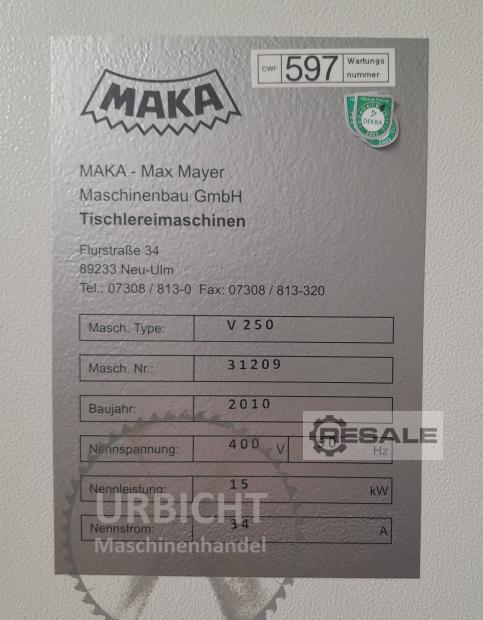 MAKA
CWF 597 Wartungs nummer
DEKRA
MAKA - Max Mayer
Maschinenbau GmbH
Tischlereimaschinen
Flurstraße 34
89233 Neu-Ulm
Tel.: 07308 / 813-0 Fax: 07308 / 813-320
Masch. Type: V 250
Masch. Nr.: 31209
Baujahr: 2010
RESALE
Nennspannung: 400 V Hz
Nennleistung: 15 kW
URBICHT
Nennstrom: 34 A
Maschinenhandel